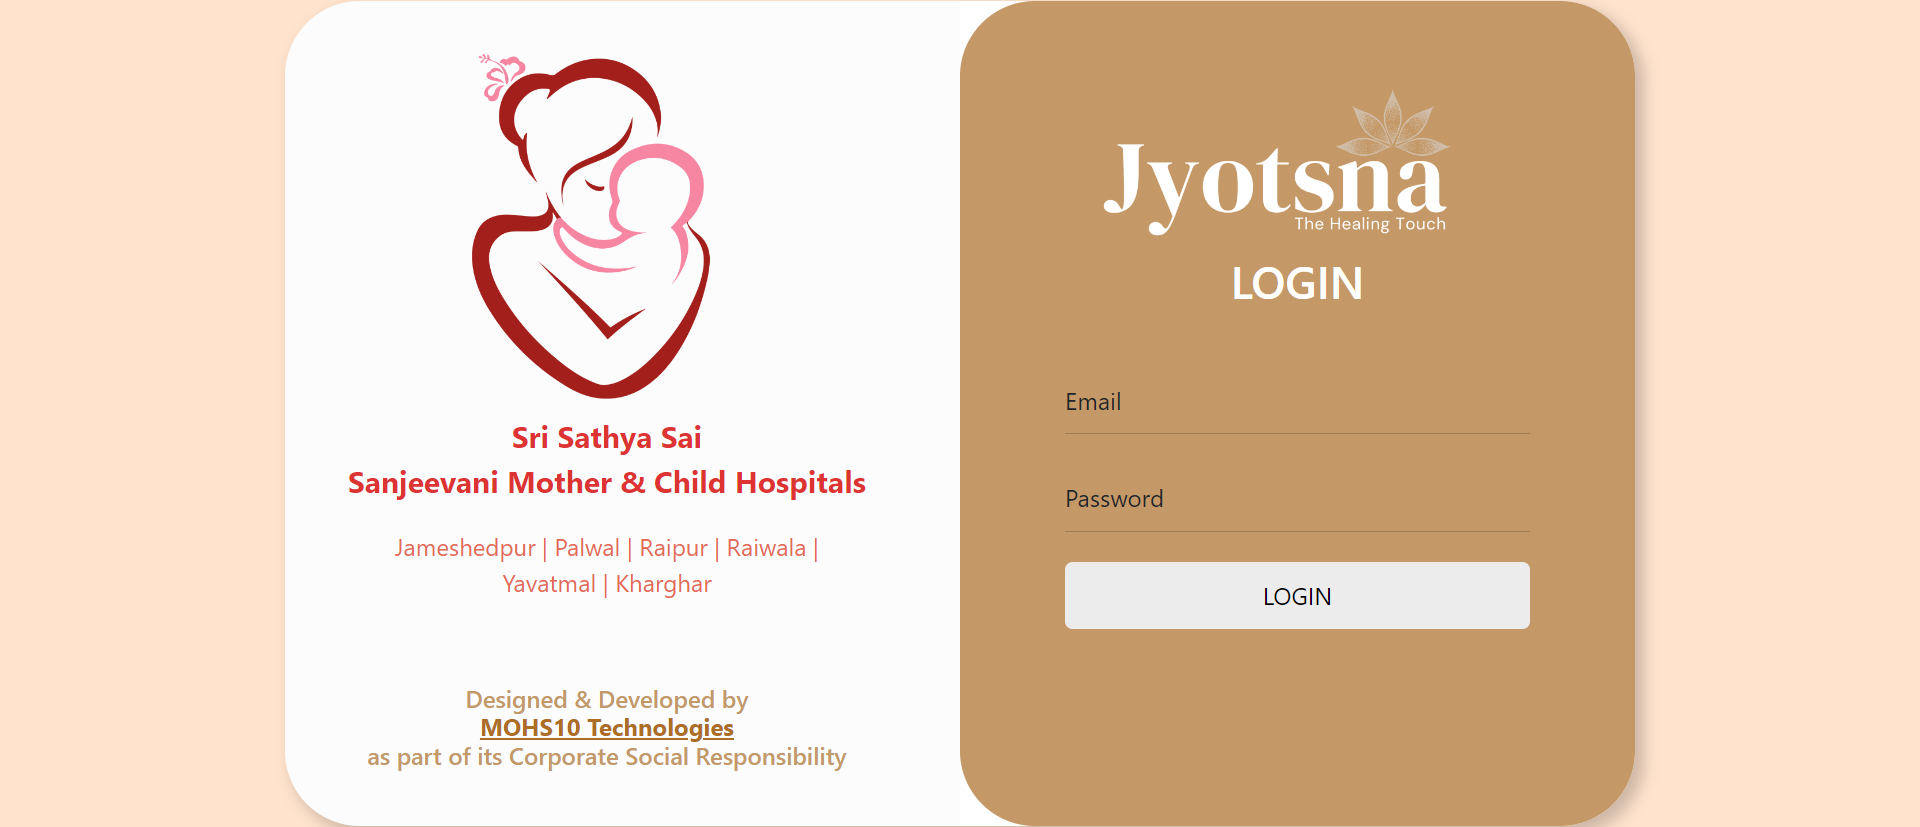 Sri Sathya Sai
Sanjeevani Mother & Child Hospitals
Jameshedpur | Palwal | Raipur | Raiwala |
Yavatmal | Kharghar
Designed & Developed by
MOHS10 Technologies
as part of its Corporate Social Responsibility
Jyotsna
The Healing Touch
LOGIN
Email
Password
LOGIN